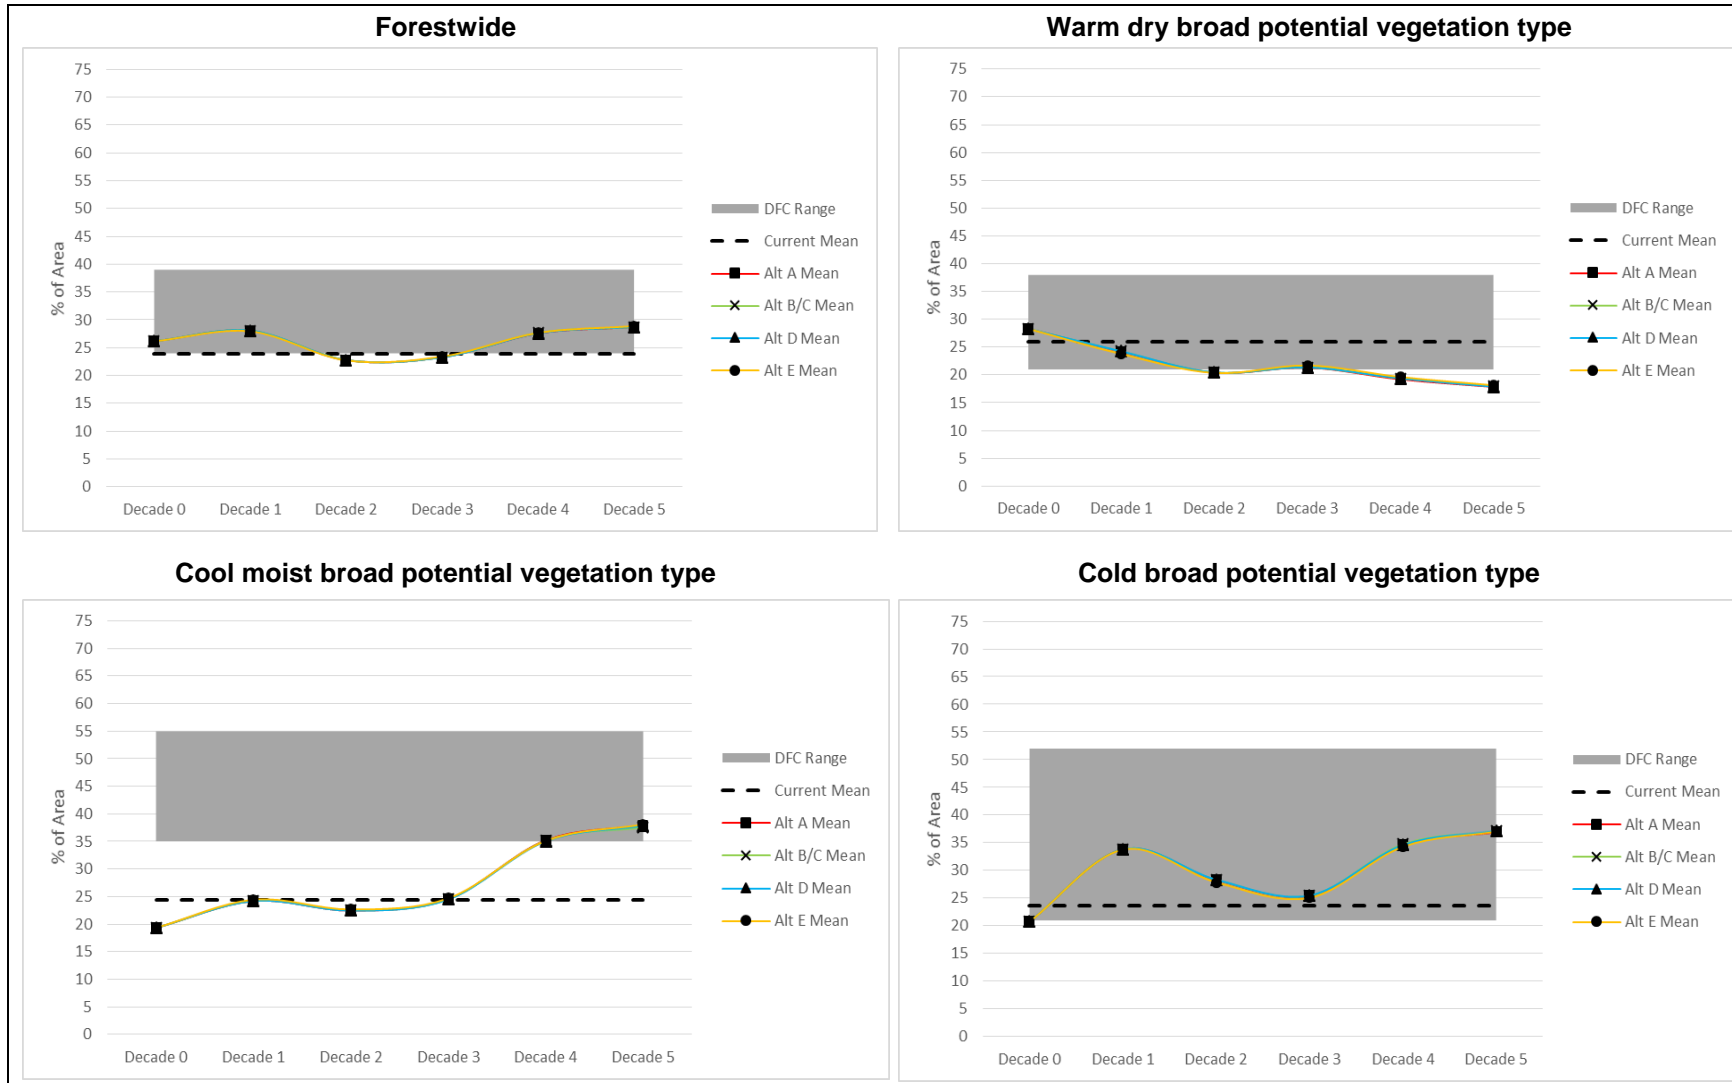 Forestwide
75
70
65
60
55
50
45
40
35
30
25
20
15
10
5
0
% of Area
Decade 0 Decade 1 Decade 2 Decade 3 Decade 4 Decade 5
DFC Range
Current Mean
Alt A Mean
Alt B/C Mean
Alt D Mean
Alt E Mean
Warm dry broad potential vegetation type
75
70
65
60
55
50
45
40
35
30
25
20
15
10
5
0
% of Area
Decade 0 Decade 1 Decade 2 Decade 3 Decade 4 Decade 5
DFC Range
Current Mean
Alt A Mean
Alt B/C Mean
Alt D Mean
Alt E Mean
Cool moist broad potential vegetation type
75
70
65
60
55
50
45
40
35
30
25
20
15
10
5
0
% of Area
Decade 0 Decade 1 Decade 2 Decade 3 Decade 4 Decade 5
DFC Range
Current Mean
Alt A Mean
Alt B/C Mean
Alt D Mean
Alt E Mean
Cold broad potential vegetation type
75
70
65
60
55
50
45
40
35
30
25
20
15
10
5
0
% of Area
Decade 0 Decade 1 Decade 2 Decade 3 Decade 4 Decade 5
DFC Range
Current Mean
Alt A Mean
Alt B/C Mean
Alt D Mean
Alt E Mean